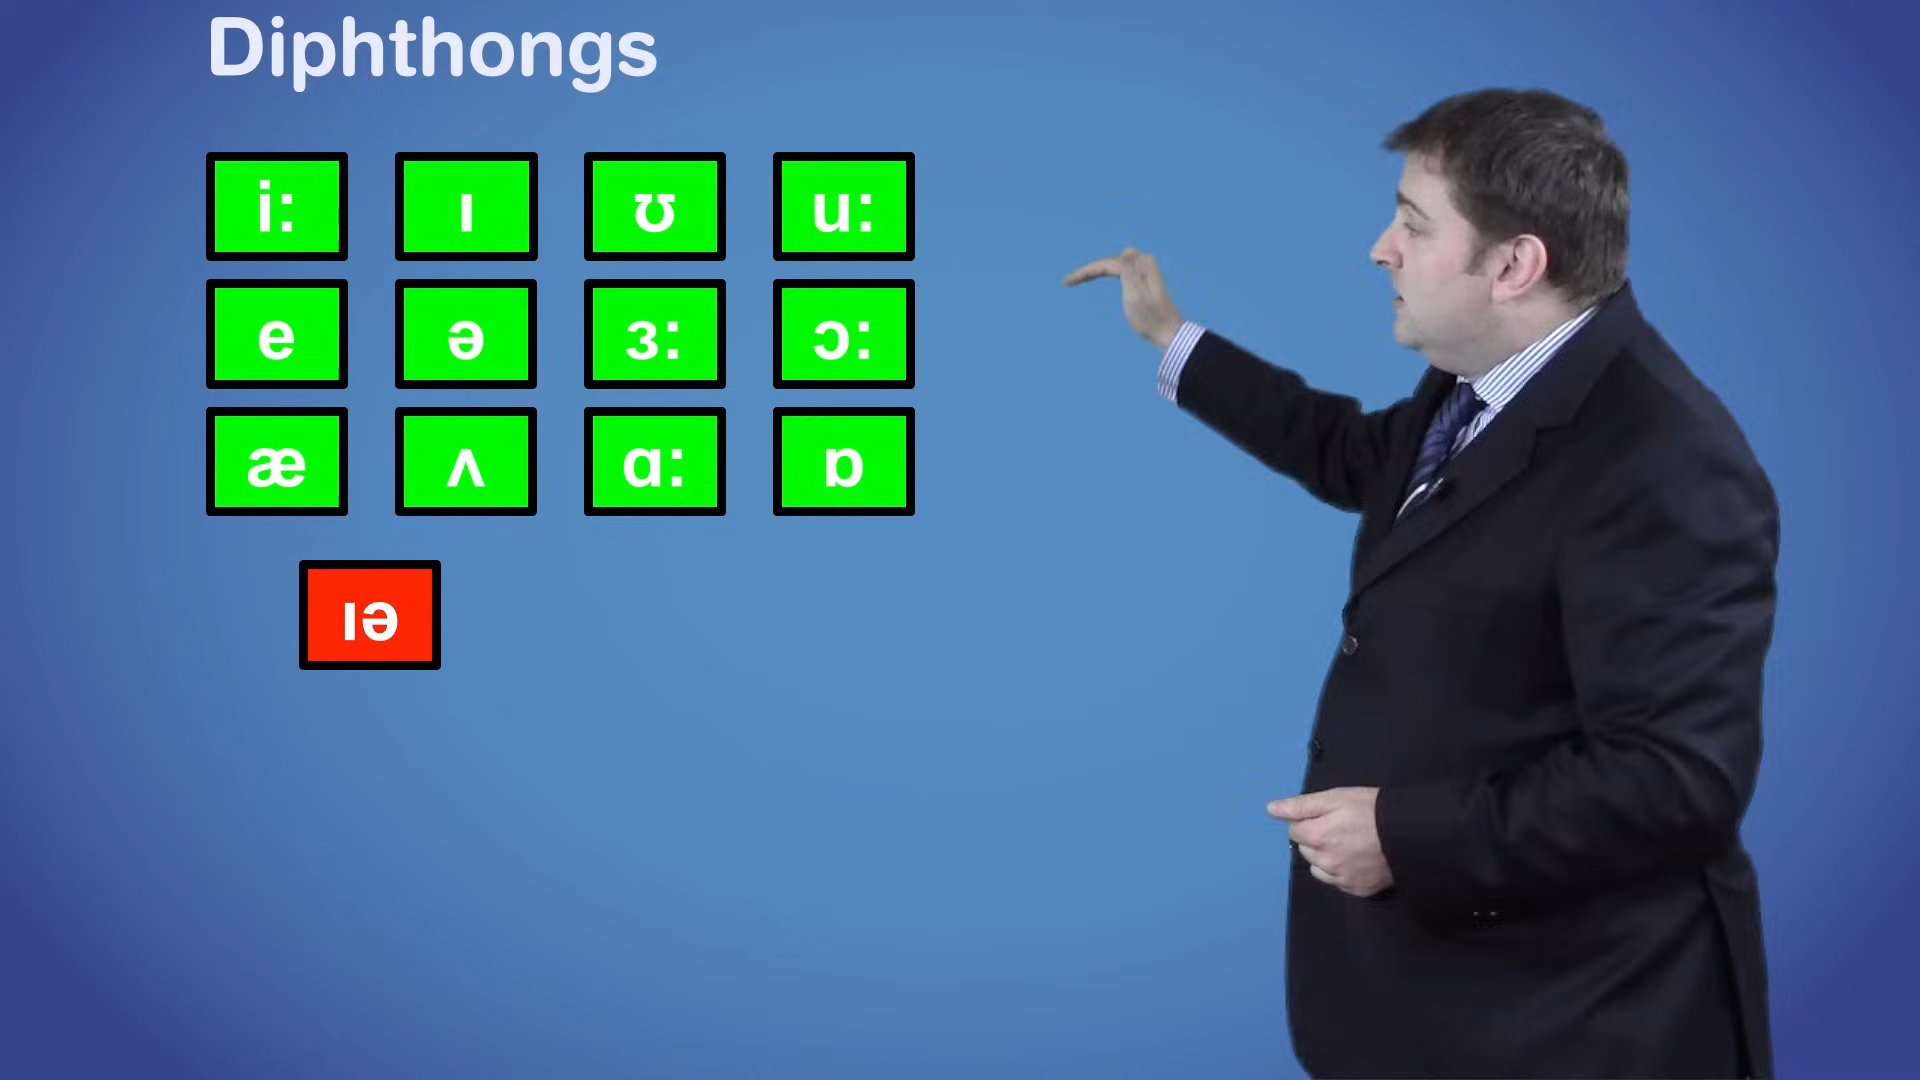 Diphthongs
i: ɪ ʊ u:
e ə ɜ: ɔ:
æ ʌ ɑ: ɒ
ɪə